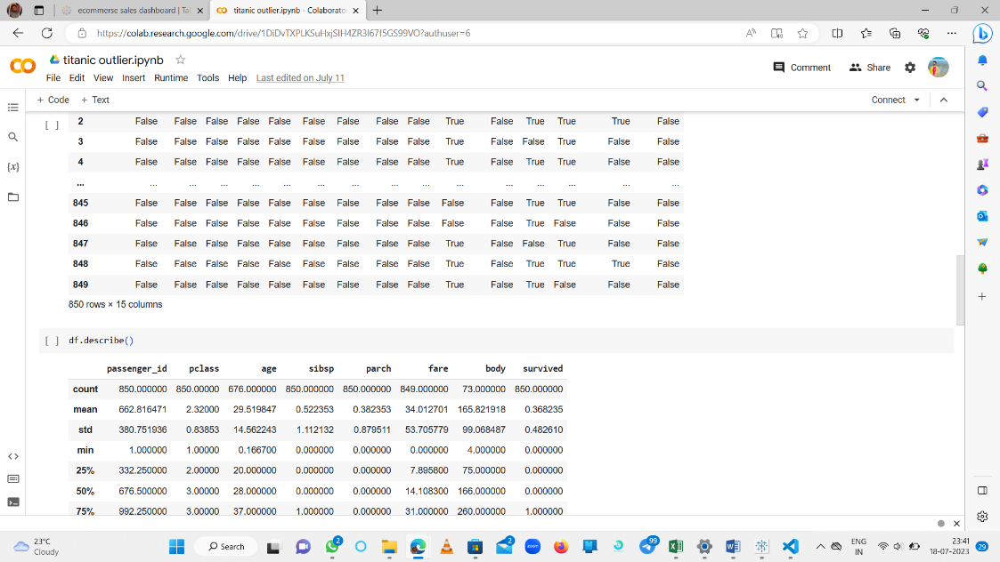 ecommerse sales dashboard | Ta
titanic outlier.ipynb - Colaborato
https://colab.research.google.com/drive/1DiDvTXPLKSuHxjSIH4ZR3I67f5GS99VO?authuser=6
titanic outlier.ipynb
File Edit View Insert Runtime Tools Help Last edited on July 11
Comment Share
+ Code + Text Connect
[ ] 2 False False False False False False False False False True False True True True False
3 False False False False False False False False False True False False True False False
4 False False False False False False False False False True False True True False False
... ... ... ... ... ... ... ... ... ... ... ... ... ... ... ...
845 False False False False False False False False False False False True True False False
846 False False False False False False False False False False False True False False False
847 False False False False False False False False False True False False True False False
848 False False False False False False False False False True False True True True False
849 False False False False False False False False False True False True False False False
850 rows × 15 columns
[ ] df.describe()
passenger_id pclass age sibsp parch fare body survived
count 850.000000 850.00000 676.000000 850.000000 850.000000 849.000000 73.000000 850.000000
mean 662.816471 2.32000 29.519847 0.522353 0.382353 34.012701 165.821918 0.368235
std 380.751936 0.83853 14.562243 1.112132 0.879511 53.705779 99.068487 0.482610
min 1.000000 1.00000 0.166700 0.000000 0.000000 0.000000 4.000000 0.000000
25% 332.250000 2.00000 20.000000 0.000000 0.000000 7.895800 75.000000 0.000000
50% 676.500000 3.00000 28.000000 0.000000 0.000000 14.108300 166.000000 0.000000
75% 992.250000 3.00000 37.000000 1.000000 0.000000 31.000000 260.000000 1.000000
{x}
23°C
Cloudy
Search
2
2
zoom
99
ENG
IN
23:41
18-07-2023
29